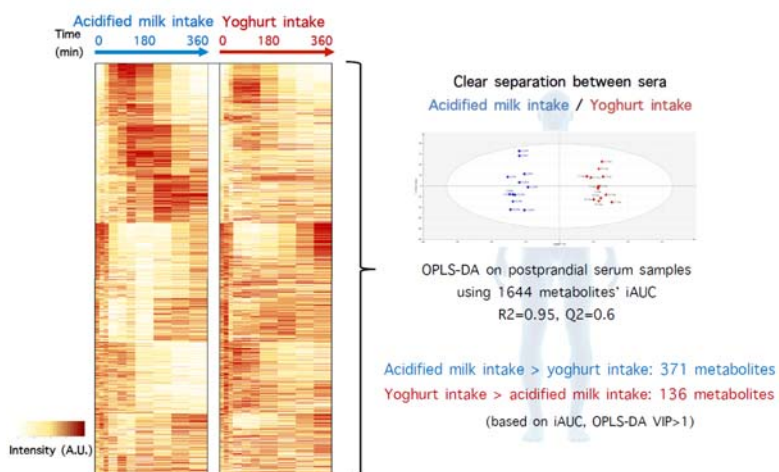 Acidified milk intake Yoghurt intake
Time
(min)
0 180 360 0 180 360
Intensity (A.U.)
Clear separation between sera
Acidified milk intake / Yoghurt intake
OPLS-DA on postprandial serum samples
using 1644 metabolites' iAUC
R2=0.95, Q2=0.6
Acidified milk intake > yoghurt intake: 371 metabolites
Yoghurt intake > acidified milk intake: 136 metabolites
(based on iAUC, OPLS-DA VIP>1)